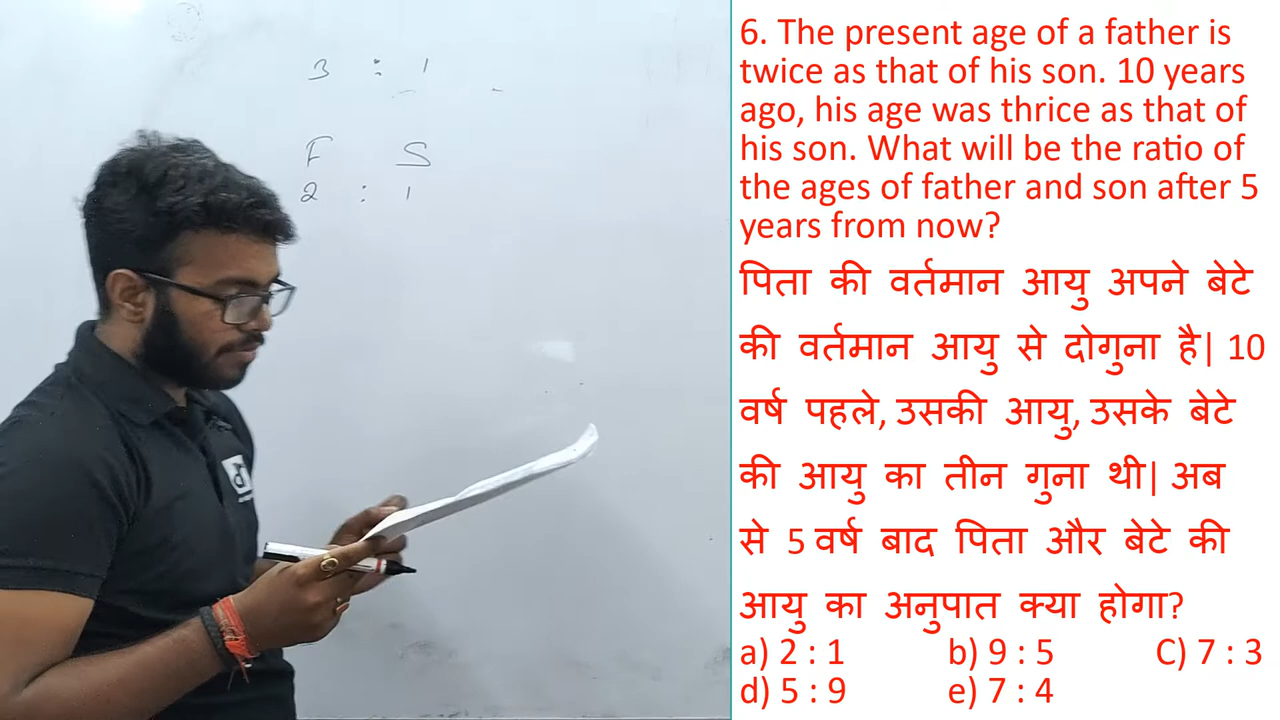 3 : 1
F S
2 : 1
6. The present age of a father is
twice as that of his son. 10 years
ago, his age was thrice as that of
his son. What will be the ratio of
the ages of father and son after 5
years from now?
पिता की वर्तमान आयु अपने बेटे
की वर्तमान आयु से दोगुना है| 10
वर्ष पहले, उसकी आयु, उसके बेटे
की आयु का तीन गुना थी| अब
से 5 वर्ष बाद पिता और बेटे की
आयु का अनुपात क्या होगा?
a) 2 : 1 b) 9 : 5 C) 7 : 3
d) 5 : 9 e) 7 : 4